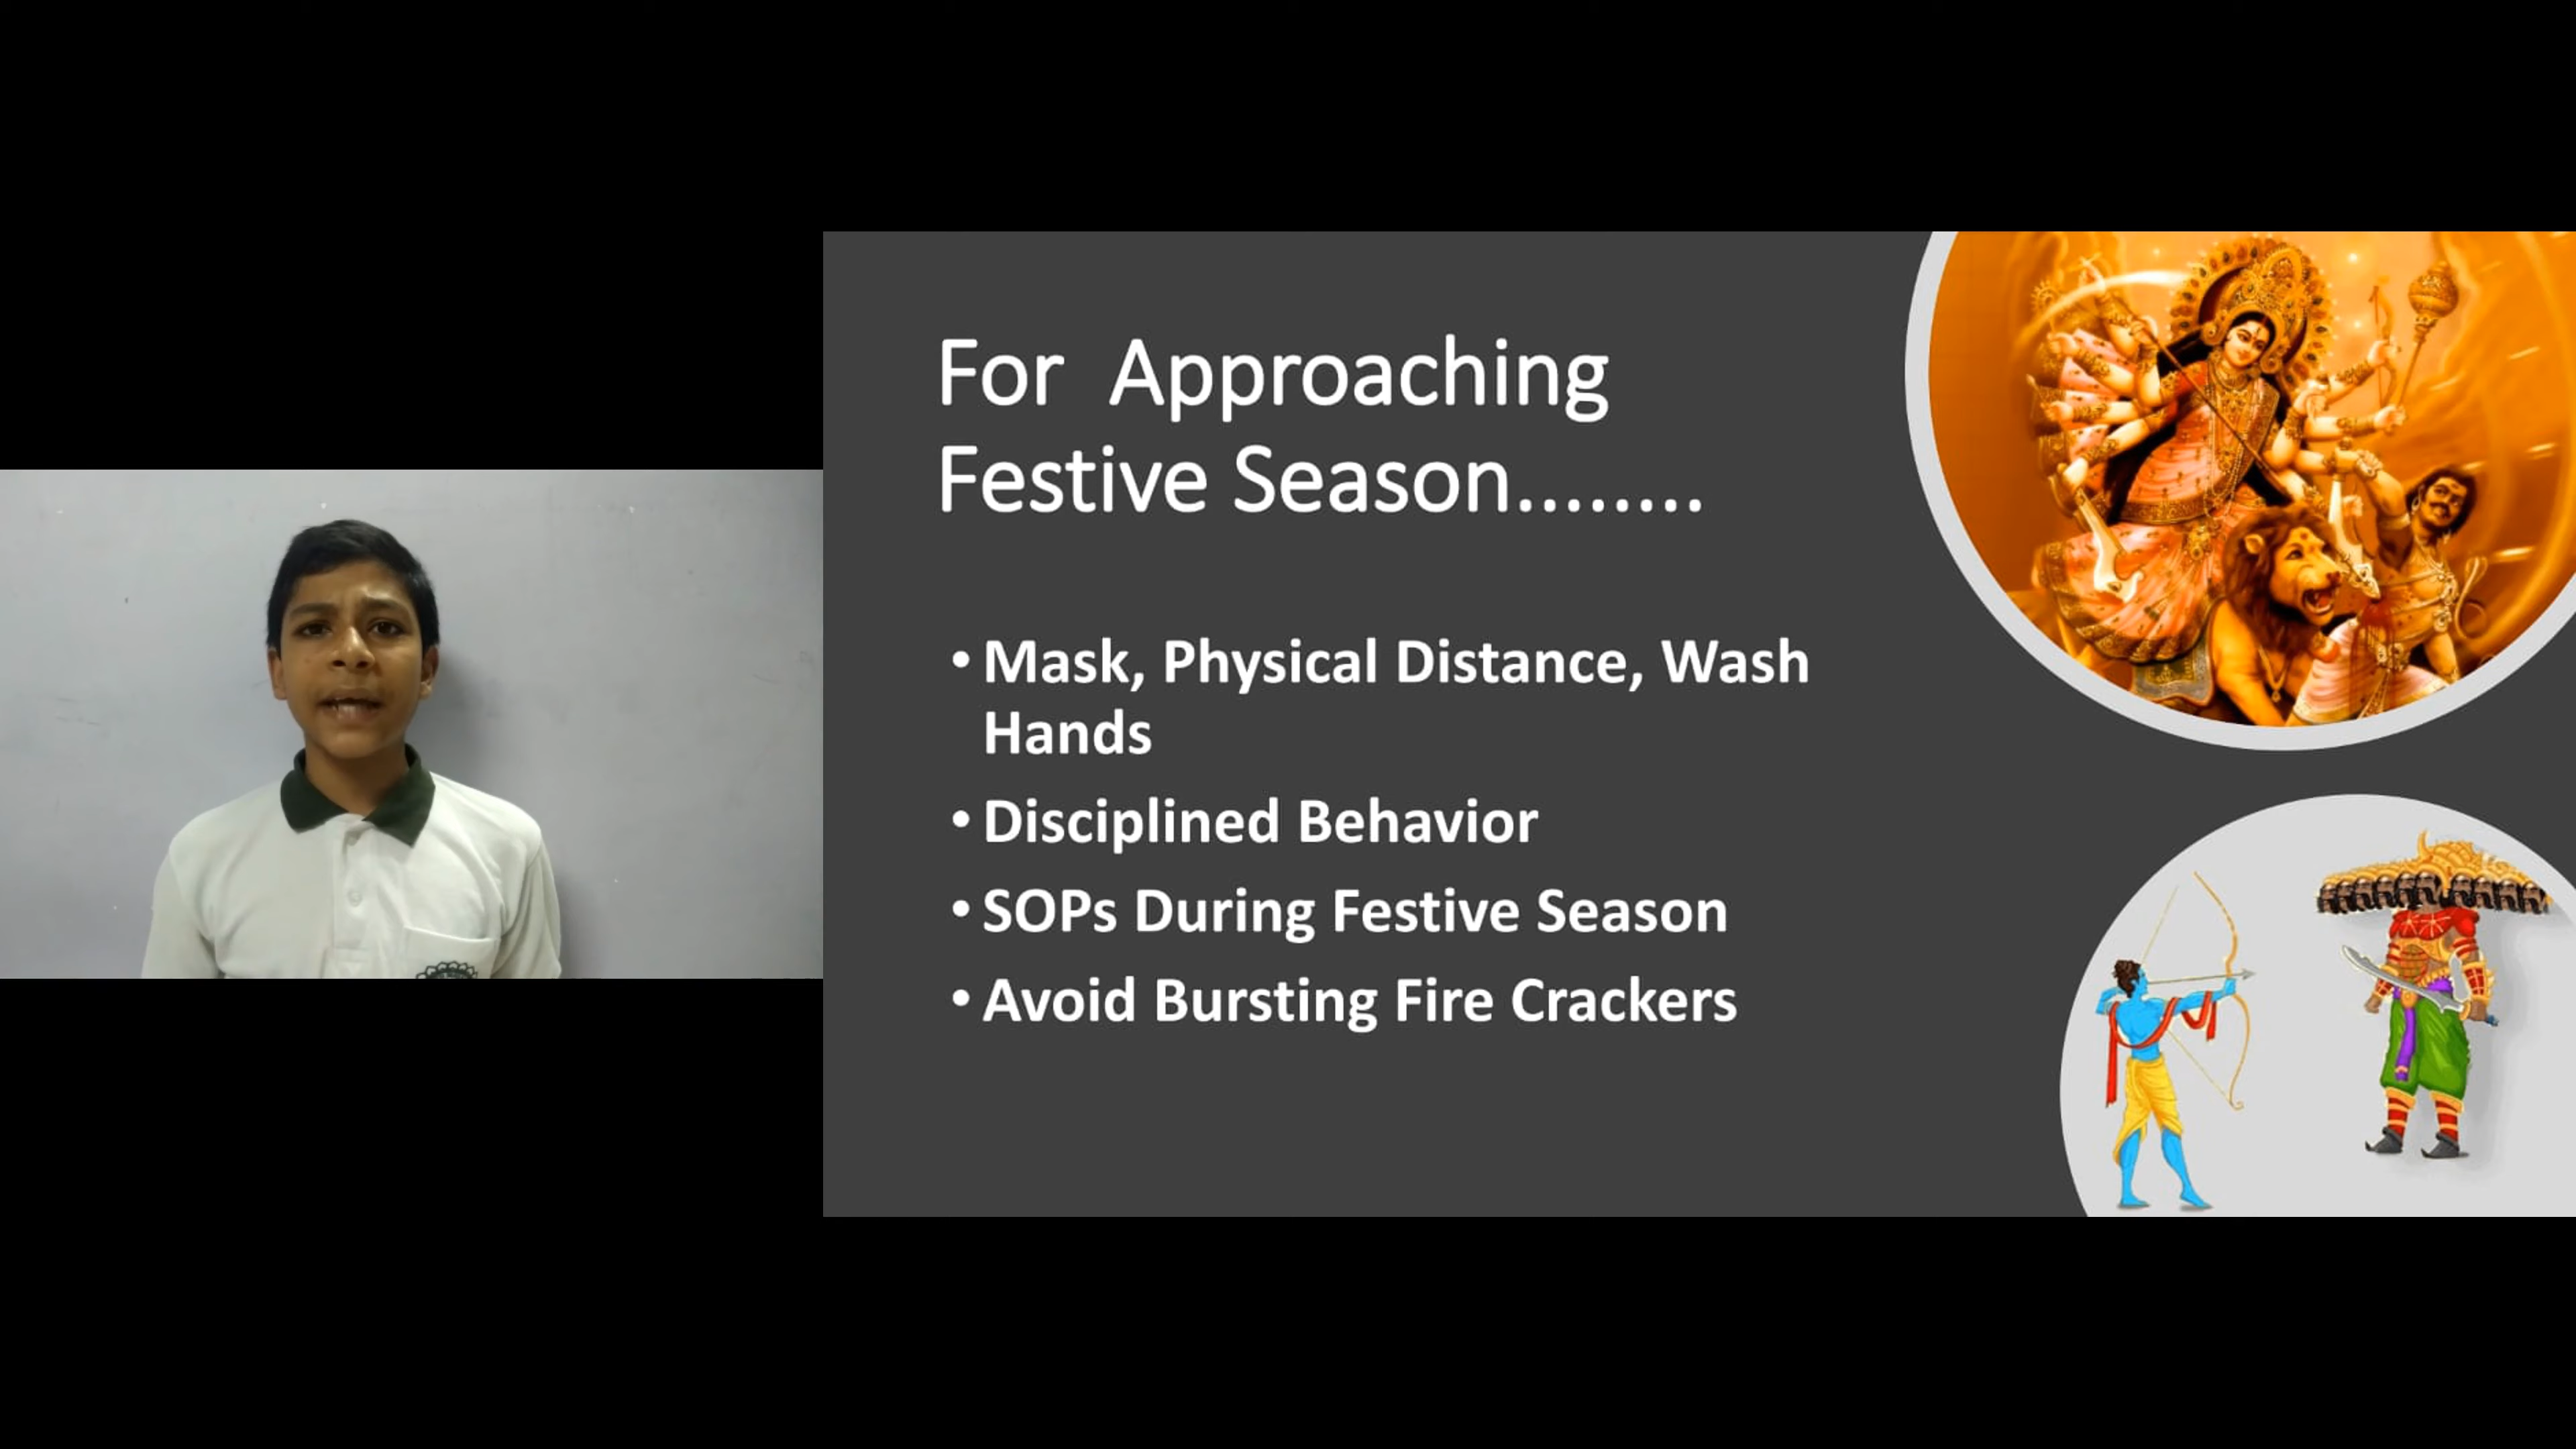 For  Approaching
Festive Season........
• Mask, Physical Distance, Wash
Hands
• Disciplined Behavior
• SOPs During Festive Season
• Avoid Bursting Fire Crackers